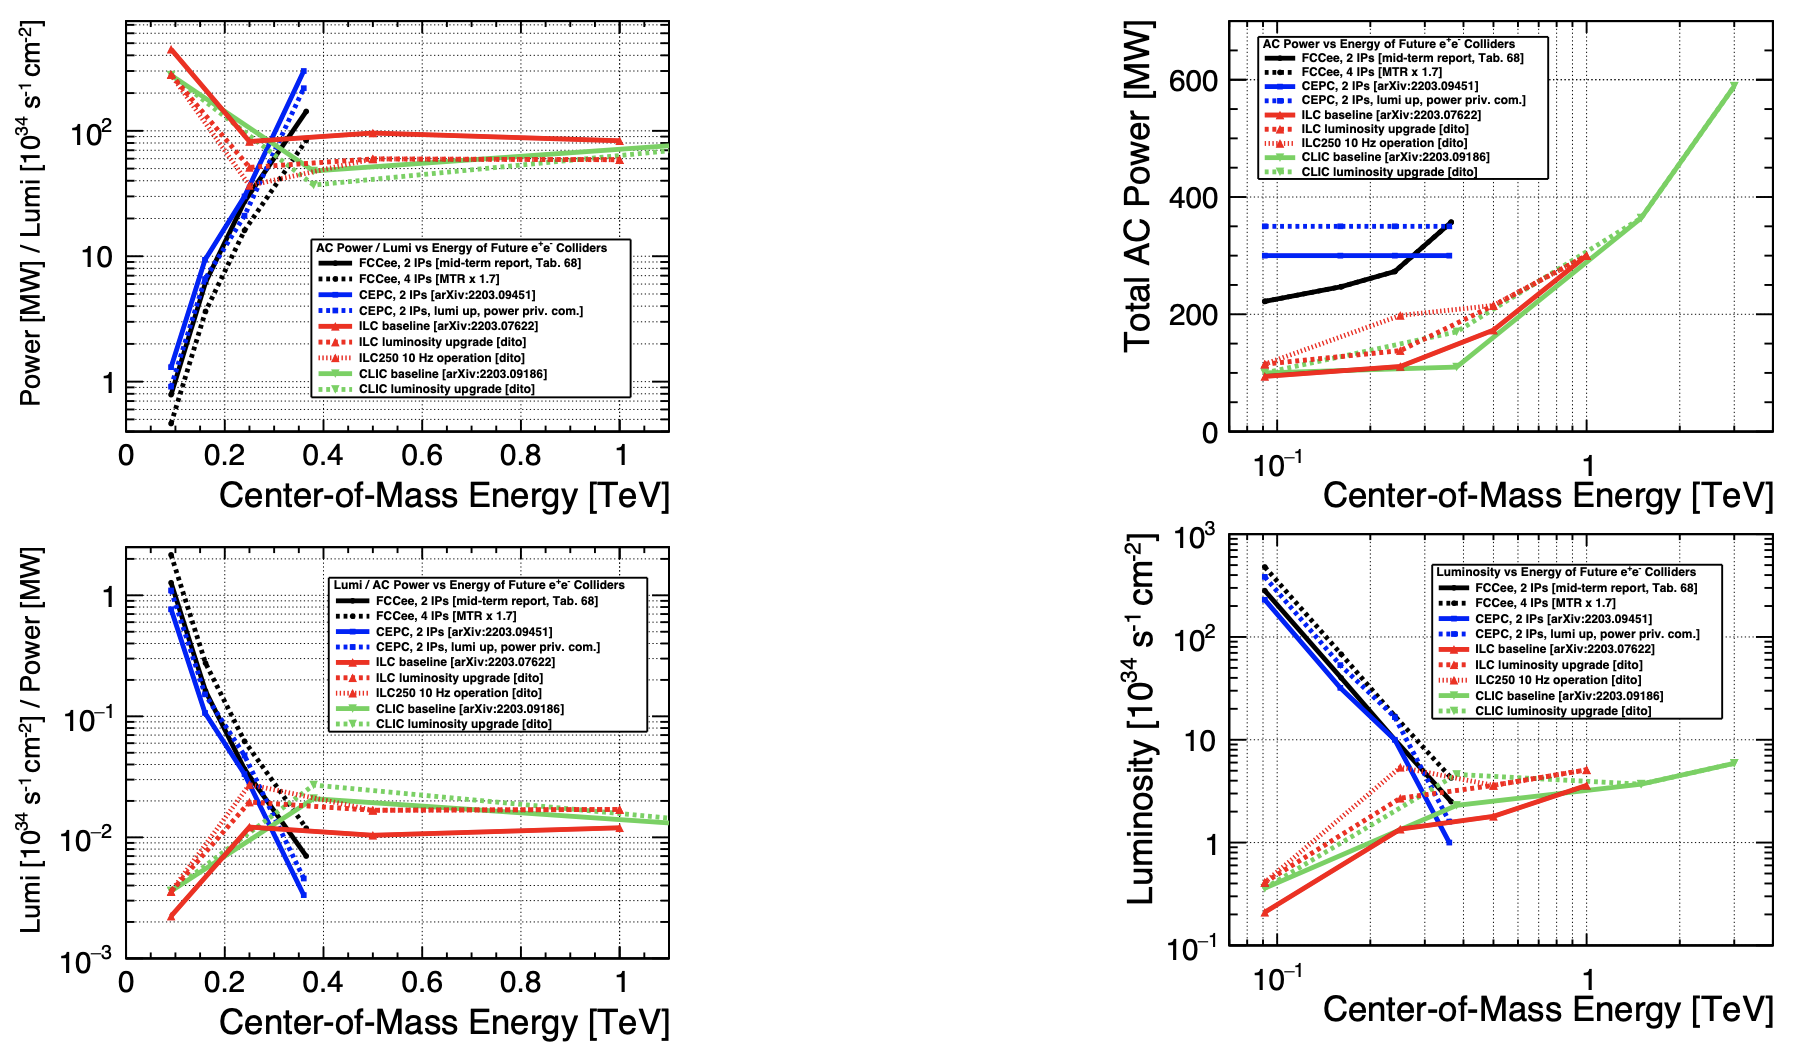 Power [MW] / Lumi [10³⁴ s⁻¹ cm⁻²]
10²
10
1
AC Power / Lumi vs Energy of Future e⁺e⁻ Colliders
FCCee, 2 IPs [mid-term report, Tab. 68]
FCCee, 4 IPs [MTR x 1.7]
CEPC, 2 IPs [arXiv:2203.09451]
CEPC, 2 IPs, lumi up, power priv. com.]
ILC baseline [arXiv:2203.07622]
ILC luminosity upgrade [dito]
ILC250 10 Hz operation [dito]
CLIC baseline [arXiv:2203.09186]
CLIC luminosity upgrade [dito]
0 0.2 0.4 0.6 0.8 1
Center-of-Mass Energy [TeV]
Total AC Power [MW]
600
400
200
0
AC Power vs Energy of Future e⁺e⁻ Colliders
FCCee, 2 IPs [mid-term report, Tab. 68]
FCCee, 4 IPs [MTR x 1.7]
CEPC, 2 IPs [arXiv:2203.09451]
CEPC, 2 IPs, lumi up, power priv. com.]
ILC baseline [arXiv:2203.07622]
ILC luminosity upgrade [dito]
ILC250 10 Hz operation [dito]
CLIC baseline [arXiv:2203.09186]
CLIC luminosity upgrade [dito]
10⁻¹ 1
Center-of-Mass Energy [TeV]
Lumi [10³⁴ s⁻¹ cm⁻²] / Power [MW]
1
10⁻¹
10⁻²
10⁻³
Lumi / AC Power vs Energy of Future e⁺e⁻ Colliders
FCCee, 2 IPs [mid-term report, Tab. 68]
FCCee, 4 IPs [MTR x 1.7]
CEPC, 2 IPs [arXiv:2203.09451]
CEPC, 2 IPs, lumi up, power priv. com.]
ILC baseline [arXiv:2203.07622]
ILC luminosity upgrade [dito]
ILC250 10 Hz operation [dito]
CLIC baseline [arXiv:2203.09186]
CLIC luminosity upgrade [dito]
0 0.2 0.4 0.6 0.8 1
Center-of-Mass Energy [TeV]
Luminosity [10³⁴ s⁻¹ cm⁻²]
10³
10²
10
1
10⁻¹
Luminosity vs Energy of Future e⁺e⁻ Colliders
FCCee, 2 IPs [mid-term report, Tab. 68]
FCCee, 4 IPs [MTR x 1.7]
CEPC, 2 IPs [arXiv:2203.09451]
CEPC, 2 IPs, lumi up, power priv. com.]
ILC baseline [arXiv:2203.07622]
ILC luminosity upgrade [dito]
ILC250 10 Hz operation [dito]
CLIC baseline [arXiv:2203.09186]
CLIC luminosity upgrade [dito]
10⁻¹ 1
Center-of-Mass Energy [TeV]